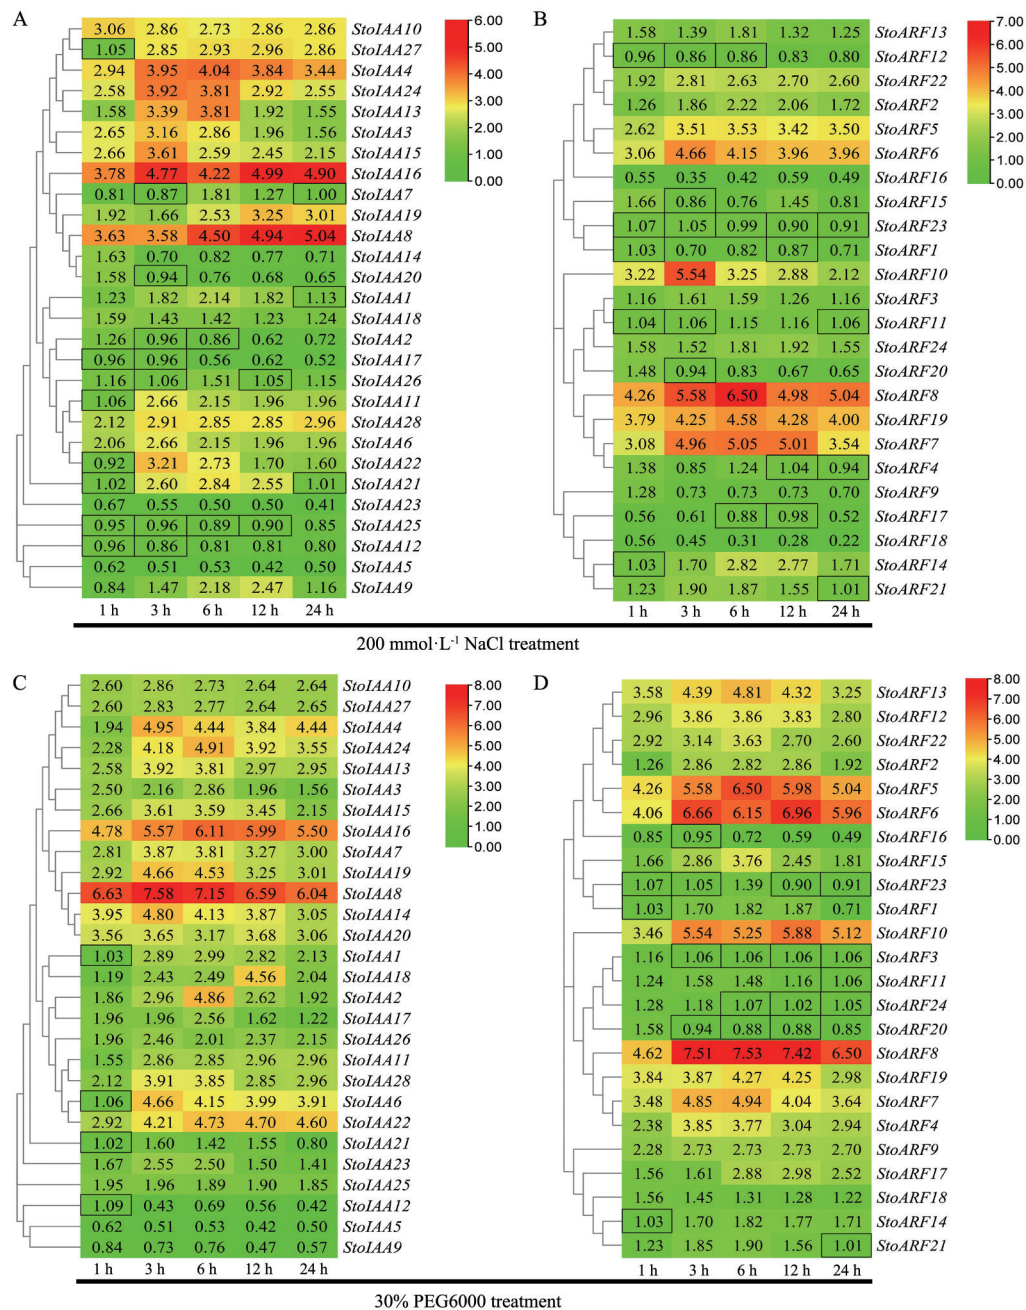 A
3.06 2.86 2.73 2.86 2.86 StoIAA10
1.05 2.85 2.93 2.96 2.86 StoIAA27
2.94 3.95 4.04 3.84 3.44 StoIAA4
2.58 3.92 3.81 2.92 2.55 StoIAA24
1.58 3.39 3.81 1.92 1.55 StoIAA13
2.65 3.16 2.86 1.96 1.56 StoIAA3
2.66 3.61 2.59 2.45 2.15 StoIAA15
3.78 4.77 4.22 4.99 4.90 StoIAA16
0.81 0.87 1.81 1.27 1.00 StoIAA7
1.92 1.66 2.53 3.25 3.01 StoIAA19
3.63 3.58 4.50 4.94 5.04 StoIAA8
1.63 0.70 0.82 0.77 0.71 StoIAA14
1.58 0.94 0.76 0.68 0.65 StoIAA20
1.23 1.82 2.14 1.82 1.13 StoIAA1
1.59 1.43 1.42 1.23 1.24 StoIAA18
1.26 0.96 0.86 0.62 0.72 StoIAA2
0.96 0.96 0.56 0.62 0.52 StoIAA17
1.16 1.06 1.51 1.05 1.15 StoIAA26
1.06 2.66 2.15 1.96 1.96 StoIAA11
2.12 2.91 2.85 2.85 2.96 StoIAA28
2.06 2.66 2.15 1.96 1.96 StoIAA6
0.92 3.21 2.73 1.70 1.60 StoIAA22
1.02 2.60 2.84 2.55 1.01 StoIAA21
0.67 0.55 0.50 0.50 0.41 StoIAA23
0.95 0.96 0.89 0.90 0.85 StoIAA25
0.96 0.86 0.81 0.81 0.80 StoIAA12
0.62 0.51 0.53 0.42 0.50 StoIAA5
0.84 1.47 2.18 2.47 1.16 StoIAA9
1 h 3 h 6 h 12 h 24 h
6.00
5.00
4.00
3.00
2.00
1.00
0.00
B
1.58 1.39 1.81 1.32 1.25 StoARF13
0.96 0.86 0.86 0.83 0.80 StoARF12
1.92 2.81 2.63 2.70 2.60 StoARF22
1.26 1.86 2.22 2.06 1.72 StoARF2
2.62 3.51 3.53 3.42 3.50 StoARF5
3.06 4.66 4.15 3.96 3.96 StoARF6
0.55 0.35 0.42 0.59 0.49 StoARF16
1.66 0.86 0.76 1.45 0.81 StoARF15
1.07 1.05 0.99 0.90 0.91 StoARF23
1.03 0.70 0.82 0.87 0.71 StoARF1
3.22 5.54 3.25 2.88 2.12 StoARF10
1.16 1.61 1.59 1.26 1.16 StoARF3
1.04 1.06 1.15 1.16 1.06 StoARF11
1.58 1.52 1.81 1.92 1.55 StoARF24
1.48 0.94 0.83 0.67 0.65 StoARF20
4.26 5.58 6.50 4.98 5.04 StoARF8
3.79 4.25 4.58 4.28 4.00 StoARF19
3.08 4.96 5.05 5.01 3.54 StoARF7
1.38 0.85 1.24 1.04 0.94 StoARF4
1.28 0.73 0.73 0.73 0.70 StoARF9
0.56 0.61 0.88 0.98 0.52 StoARF17
0.56 0.45 0.31 0.28 0.22 StoARF18
1.03 1.70 2.82 2.77 1.71 StoARF14
1.23 1.90 1.87 1.55 1.01 StoARF21
1 h 3 h 6 h 12 h 24 h
7.00
6.00
5.00
4.00
3.00
2.00
1.00
0.00
200 mmol·L⁻¹ NaCl treatment
C
2.60 2.86 2.73 2.64 2.64 StoIAA10
2.60 2.83 2.77 2.64 2.65 StoIAA27
1.94 4.95 4.44 3.84 4.44 StoIAA4
2.28 4.18 4.91 3.92 3.55 StoIAA24
2.58 3.92 3.81 2.97 2.95 StoIAA13
2.50 2.16 2.86 1.96 1.56 StoIAA3
2.66 3.61 3.59 3.45 2.15 StoIAA15
4.78 5.57 6.11 5.99 5.50 StoIAA16
2.81 3.87 3.81 3.27 3.00 StoIAA7
2.92 4.66 4.53 3.25 3.01 StoIAA19
6.63 7.58 7.15 6.59 6.04 StoIAA8
3.95 4.80 4.13 3.87 3.05 StoIAA14
3.56 3.65 3.17 3.68 3.06 StoIAA20
1.03 2.89 2.99 2.82 2.13 StoIAA1
1.19 2.43 2.49 4.56 2.04 StoIAA18
1.86 2.96 4.86 2.62 1.92 StoIAA2
1.96 1.96 2.56 1.62 1.22 StoIAA17
1.96 2.46 2.01 2.37 2.15 StoIAA26
1.55 2.86 2.85 2.96 2.96 StoIAA11
2.12 3.91 3.85 2.85 2.96 StoIAA28
1.06 4.66 4.15 3.99 3.91 StoIAA6
2.92 4.21 4.73 4.70 4.60 StoIAA22
1.02 1.60 1.42 1.55 0.80 StoIAA21
1.67 2.55 2.50 1.50 1.41 StoIAA23
1.95 1.96 1.89 1.90 1.85 StoIAA25
1.09 0.43 0.69 0.56 0.42 StoIAA12
0.62 0.51 0.53 0.42 0.50 StoIAA5
0.84 0.73 0.76 0.47 0.57 StoIAA9
1 h 3 h 6 h 12 h 24 h
8.00
7.00
6.00
5.00
4.00
3.00
2.00
1.00
0.00
D
3.58 4.39 4.81 4.32 3.25 StoARF13
2.96 3.86 3.86 3.83 2.80 StoARF12
2.92 3.14 3.63 2.70 2.60 StoARF22
1.26 2.86 2.82 2.86 1.92 StoARF2
4.26 5.58 6.50 5.98 5.04 StoARF5
4.06 6.66 6.15 6.96 5.96 StoARF6
0.85 0.95 0.72 0.59 0.49 StoARF16
1.66 2.86 3.76 2.45 1.81 StoARF15
1.07 1.05 1.39 0.90 0.91 StoARF23
1.03 1.70 1.82 1.87 0.71 StoARF1
3.46 5.54 5.25 5.88 5.12 StoARF10
1.16 1.06 1.06 1.06 1.06 StoARF3
1.24 1.58 1.48 1.16 1.06 StoARF11
1.28 1.18 1.07 1.02 1.05 StoARF24
1.58 0.94 0.88 0.88 0.85 StoARF20
4.62 7.51 7.53 7.42 6.50 StoARF8
3.84 3.87 4.27 4.25 2.98 StoARF19
3.48 4.85 4.94 4.04 3.64 StoARF7
2.38 3.85 3.77 3.04 2.94 StoARF4
2.28 2.73 2.73 2.73 2.70 StoARF9
1.56 1.61 2.88 2.98 2.52 StoARF17
1.56 1.45 1.31 1.28 1.22 StoARF18
1.03 1.70 1.82 1.77 1.71 StoARF14
1.23 1.85 1.90 1.56 1.01 StoARF21
1 h 3 h 6 h 12 h 24 h
8.00
7.00
6.00
5.00
4.00
3.00
2.00
1.00
0.00
30% PEG6000 treatment